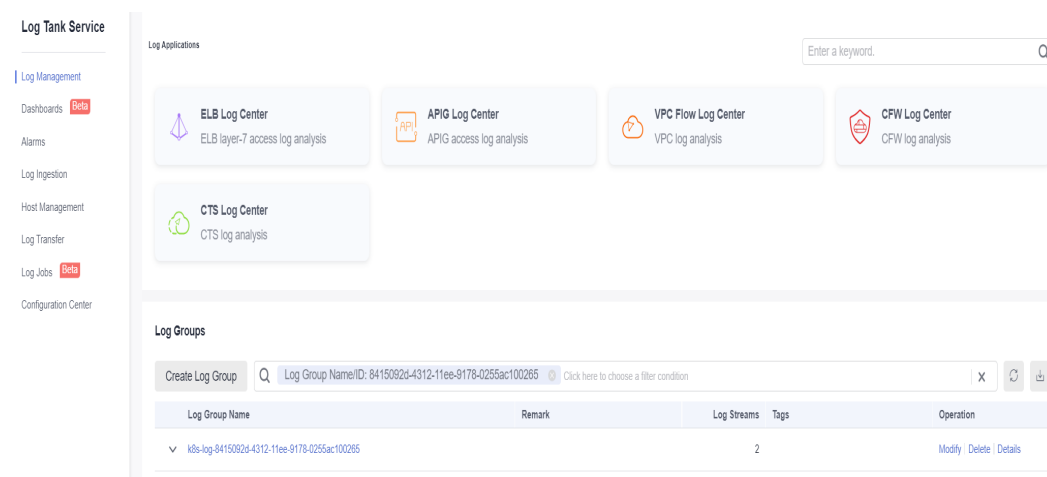 Log Tank Service
Log Management
Dashboards Beta
Alarms
Log Ingestion
Host Management
Log Transfer
Log Jobs Beta
Configuration Center
Log Applications
Enter a keyword.
ELB Log Center
ELB layer-7 access log analysis
API
APIG Log Center
APIG access log analysis
VPC Flow Log Center
VPC log analysis
CFW Log Center
CFW log analysis
CTS Log Center
CTS log analysis
Log Groups
Create Log Group Log Group Name/ID: 8415092d-4312-11ee-9178-0255ac100265 Click here to choose a filter condition
Log Group Name Remark Log Streams Tags Operation
k8s-log-8415092d-4312-11ee-9178-0255ac100265 2 Modify Delete Details